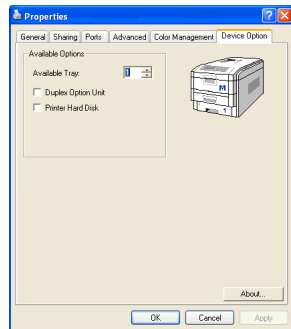 Properties
General Sharing Ports Advanced Color Management Device Option
Available Options
Available Tray: 1
Duplex Option Unit
Printer Hard Disk
M
1
About...
OK Cancel Apply